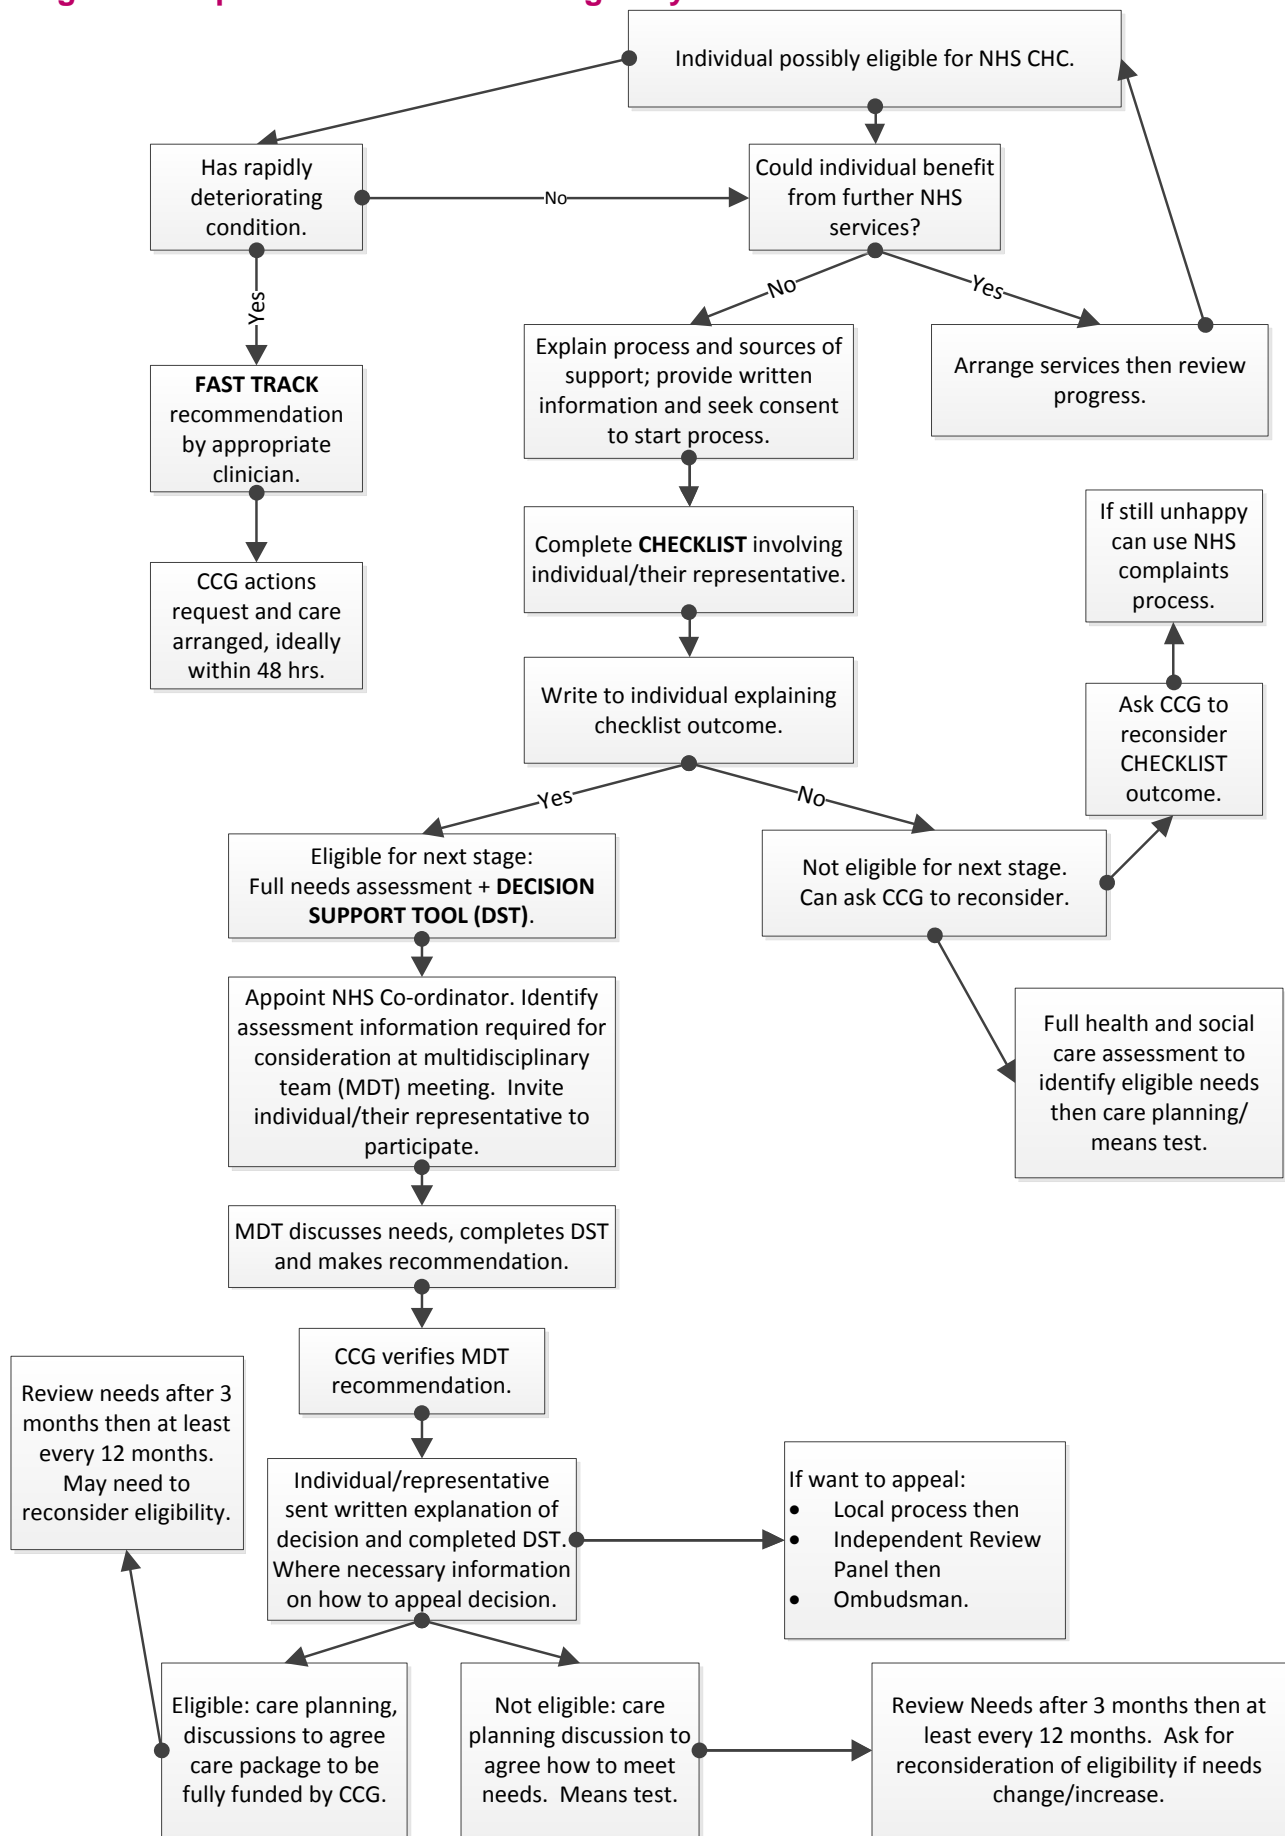 Individual possibly eligible for NHS CHC.
Has rapidly
deteriorating
condition.
No
Could individual benefit
from further NHS
services?
Yes
No
Yes
FAST TRACK
recommendation
by appropriate
clinician.
Explain process and sources of
support; provide written
information and seek consent
to start process.
Arrange services then review
progress.
CCG actions
request and care
arranged, ideally
within 48 hrs.
Complete CHECKLIST involving
individual/their representative.
If still unhappy
can use NHS
complaints
process.
Write to individual explaining
checklist outcome.
Ask CCG to
reconsider
CHECKLIST
outcome.
Yes
No
Eligible for next stage:
Full needs assessment + DECISION
SUPPORT TOOL (DST).
Not eligible for next stage.
Can ask CCG to reconsider.
Appoint NHS Co-ordinator. Identify
assessment information required for
consideration at multidisciplinary
team (MDT) meeting.  Invite
individual/their representative to
participate.
Full health and social
care assessment to
identify eligible needs
then care planning/
means test.
MDT discusses needs, completes DST
and makes recommendation.
CCG verifies MDT
recommendation.
Review needs after 3
months then at least
every 12 months.
May need to
reconsider eligibility.
Individual/representative
sent written explanation of
decision and completed DST.
Where necessary information
on how to appeal decision.
If want to appeal:
• Local process then
• Independent Review
Panel then
• Ombudsman.
Eligible: care planning,
discussions to agree
care package to be
fully funded by CCG.
Not eligible: care
planning discussion to
agree how to meet
needs.  Means test.
Review Needs after 3 months then at
least every 12 months.  Ask for
reconsideration of eligibility if needs
change/increase.